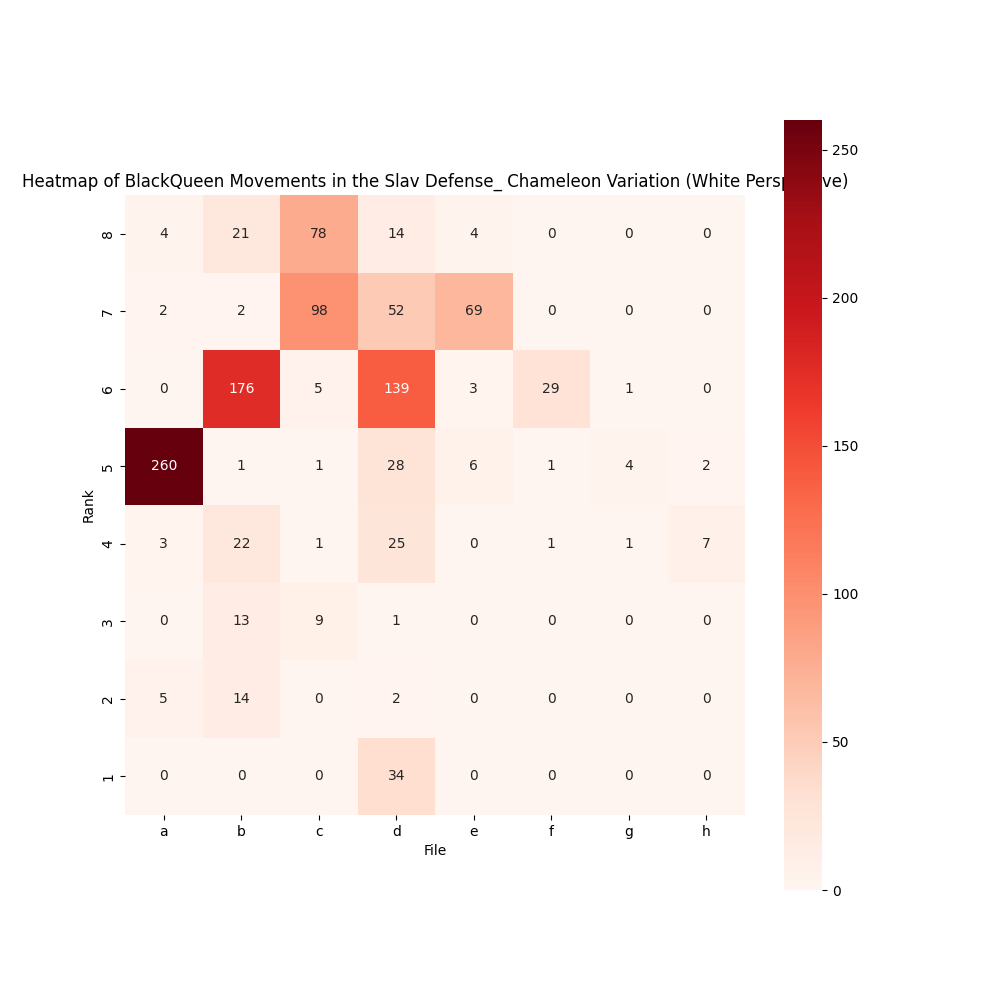 Heatmap of BlackQueen Movements in the Slav Defense_ Chameleon Variation (White Persp ve)
8 4 21 78 14 4 0 0 0
7 2 2 98 52 69 0 0 0
6 0 176 5 139 3 29 1 0
5 260 1 1 28 6 1 4 2
4 3 22 1 25 0 1 1 7
3 0 13 9 1 0 0 0 0
2 5 14 0 2 0 0 0 0
1 0 0 0 34 0 0 0 0
a b c d e f g h
File
Rank
250
200
150
100
50
0